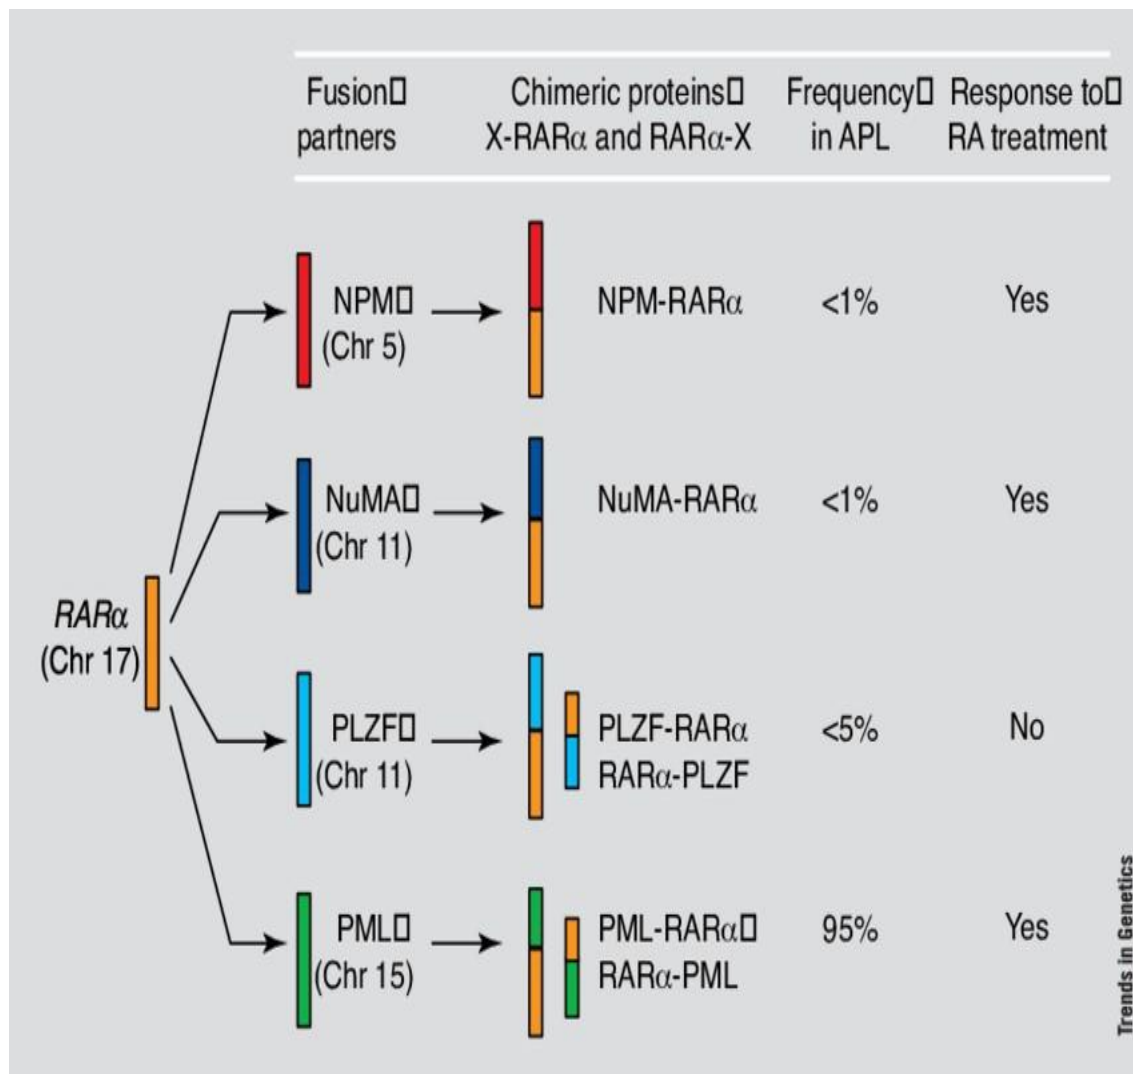 Fusion□
partners
Chimeric proteins□
X-RARα and RARα-X
Frequency□
in APL
Response to□
RA treatment
NPM□
(Chr 5)
NPM-RARα
<1%
Yes
NuMA□
(Chr 11)
NuMA-RARα
<1%
Yes
RARα
(Chr 17)
PLZF□
(Chr 11)
PLZF-RARα
RARα-PLZF
<5%
No
PML□
(Chr 15)
PML-RARα□
RARα-PML
95%
Yes
Trends in Genetics